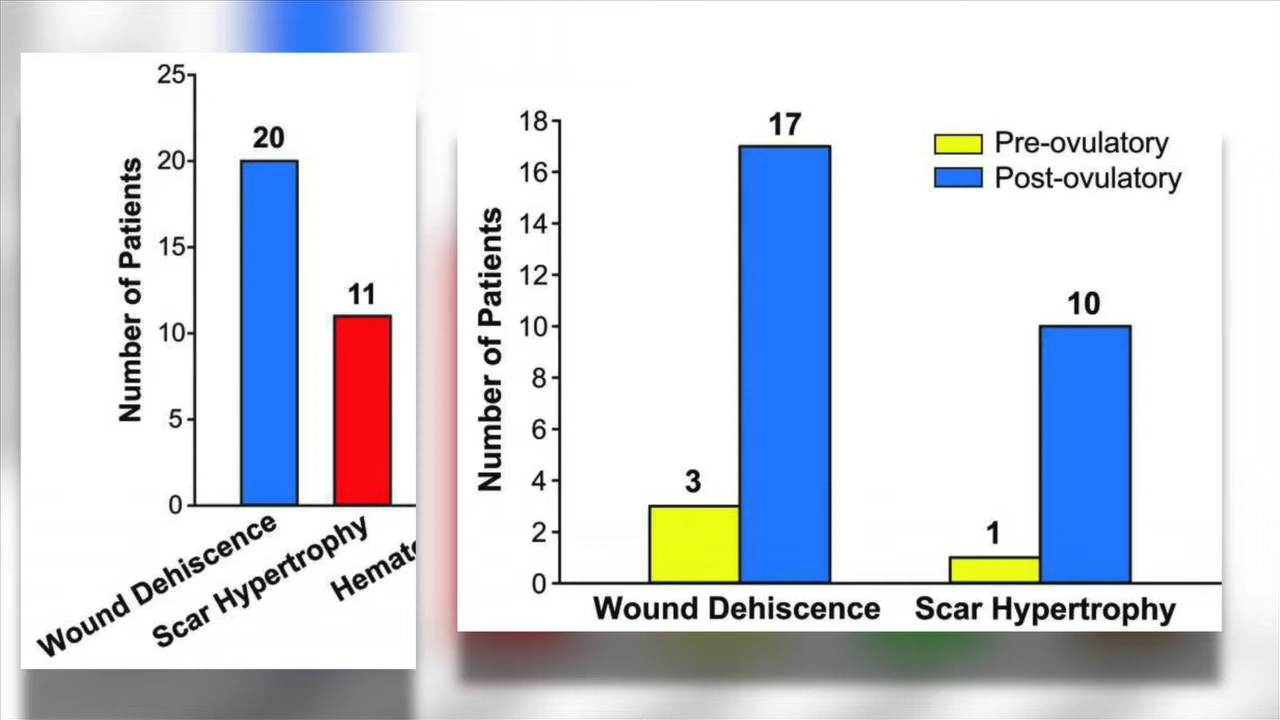 25
20
15
10
5
0
Number of Patients
20
11
Wound Dehiscence
Scar Hypertrophy
18
16
14
12
10
8
6
4
2
0
Number of Patients
17
3
10
1
Pre-ovulatory
Post-ovulatory
Wound Dehiscence
Scar Hypertrophy